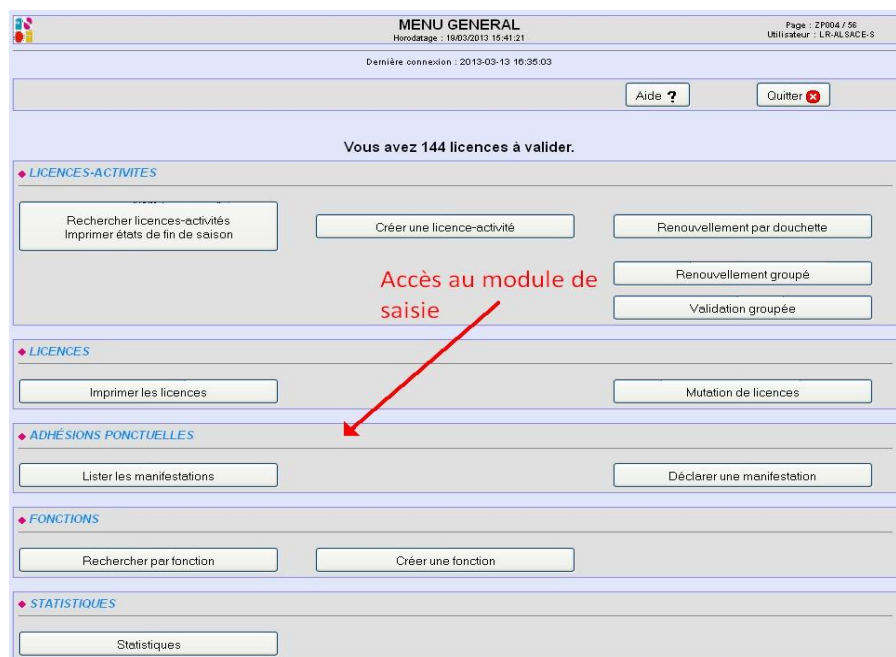 MENU GENERAL
Horodatage : 19/03/2013 15:41:21
Page : ZP004 / 56
Utilisateur : LR-ALSACE-S
Dernière connexion : 2013-03-13 16:35:03
Aide ?
Quitter
Vous avez 144 licences à valider.
LICENCES-ACTIVITES
Rechercher licences-activités
Imprimer états de fin de saison
Créer une licence-activité
Renouvellement par douchette
Renouvellement groupé
Validation groupée
Accès au module de
saisie
LICENCES
Imprimer les licences
Mutation de licences
ADHÉSIONS PONCTUELLES
Lister les manifestations
Déclarer une manifestation
FONCTIONS
Rechercher par fonction
Créer une fonction
STATISTIQUES
Statistiques